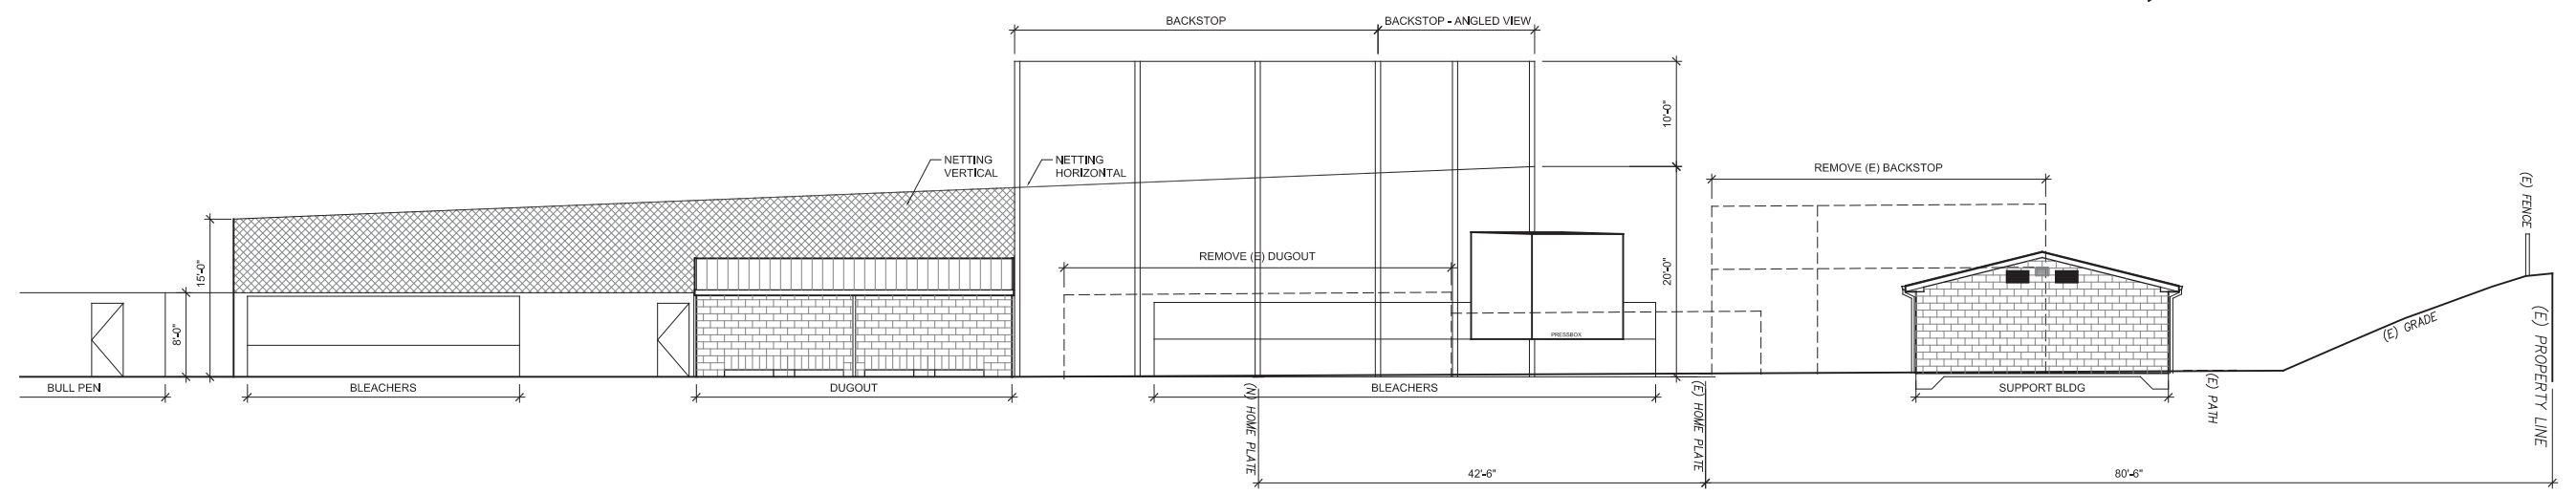 BACKSTOP
BACKSTOP - ANGLED VIEW
10'-0"
NETTING
VERTICAL
NETTING
HORIZONTAL
REMOVE (E) BACKSTOP
(E) FENCE
15'-0"
REMOVE (E) DUGOUT
20'-0"
8'-0"
PRESSBOX
(E) GRADE
BULL PEN
BLEACHERS
DUGOUT
BLEACHERS
SUPPORT BLDG
(E) PATH
(E) PROPERTY LINE
(N) HOME PLATE
(E) HOME PLATE
42'-6"
80'-6"